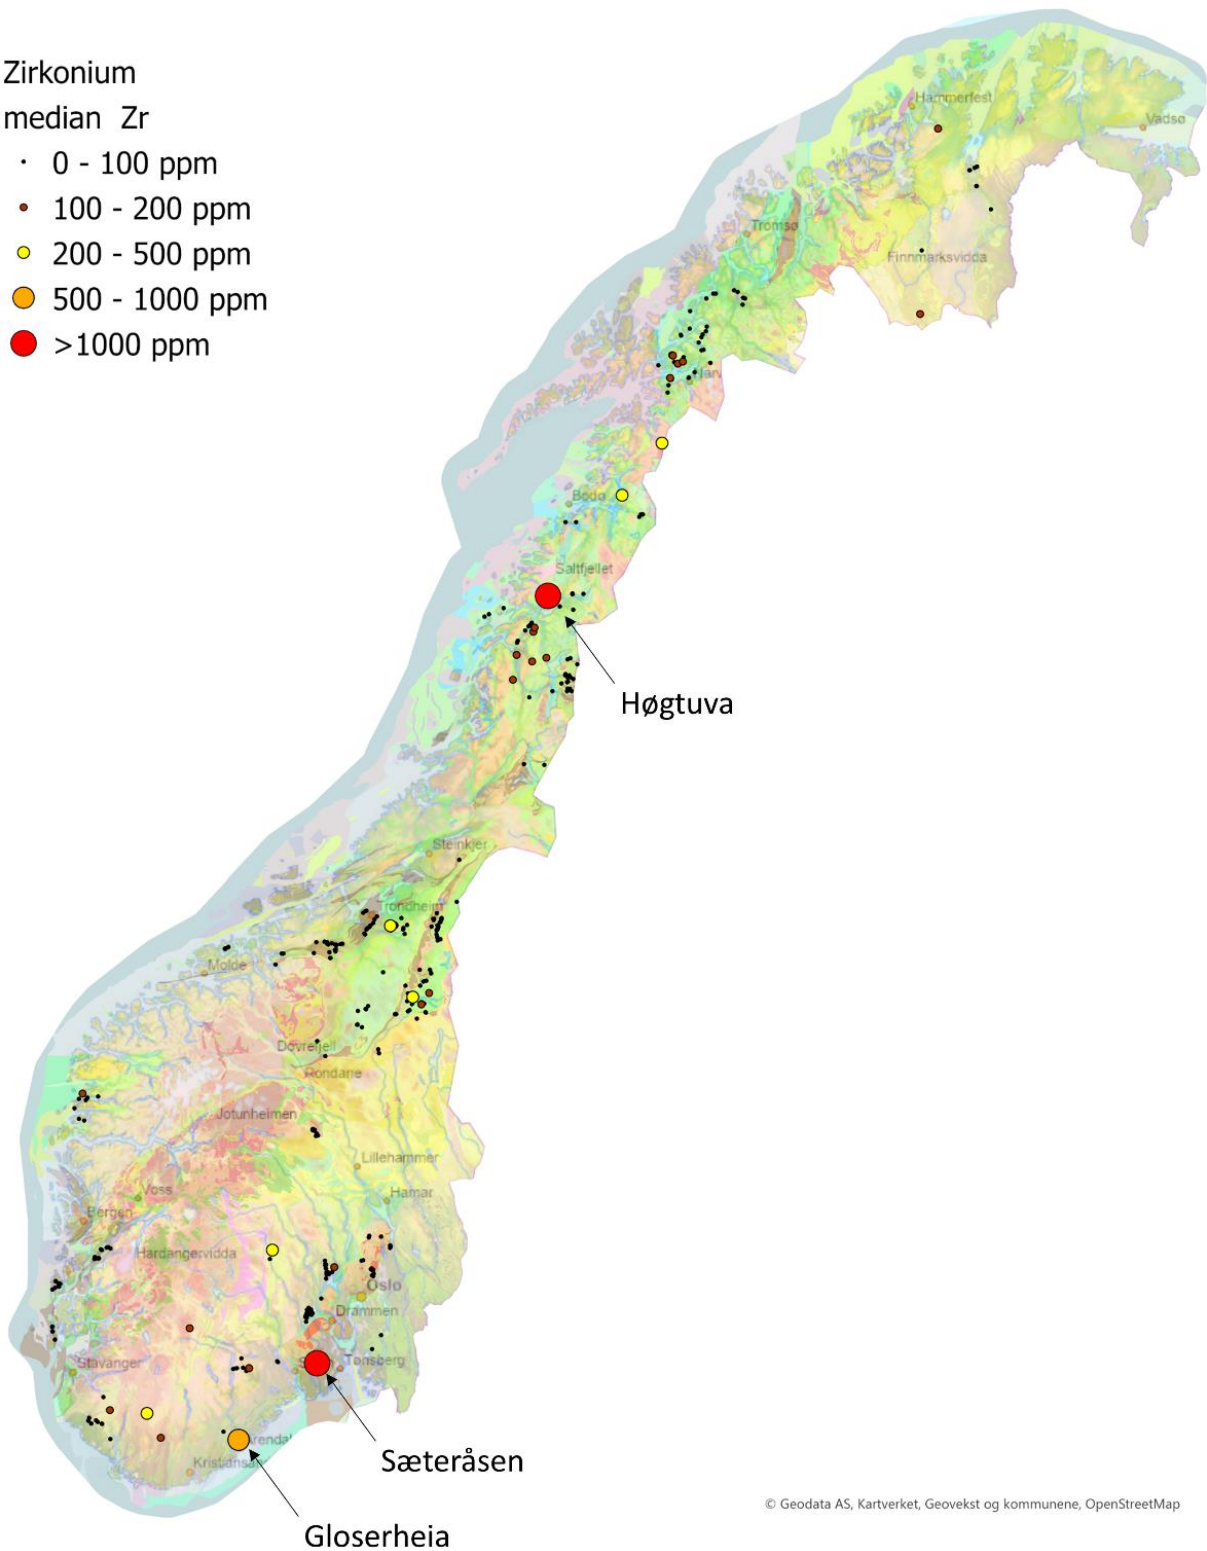 Zirkonium
median Zr
0 - 100 ppm
100 - 200 ppm
200 - 500 ppm
500 - 1000 ppm
>1000 ppm
Hammerfest
Vadsø
Tromsø
Finnmarksvidda
Bodø
Saltfjellet
Høgtuva
Steinkjer
Trondheim
Molde
Dovrefjell
Rondane
Jotunheimen
Lillehammer
Voss
Hamar
Bergen
Hardangervidda
Oslo
Drammen
Stavanger
Tønsberg
Sæteråsen
Gloserheia
© Geodata AS, Kartverket, Geovekst og kommunene, OpenStreetMap